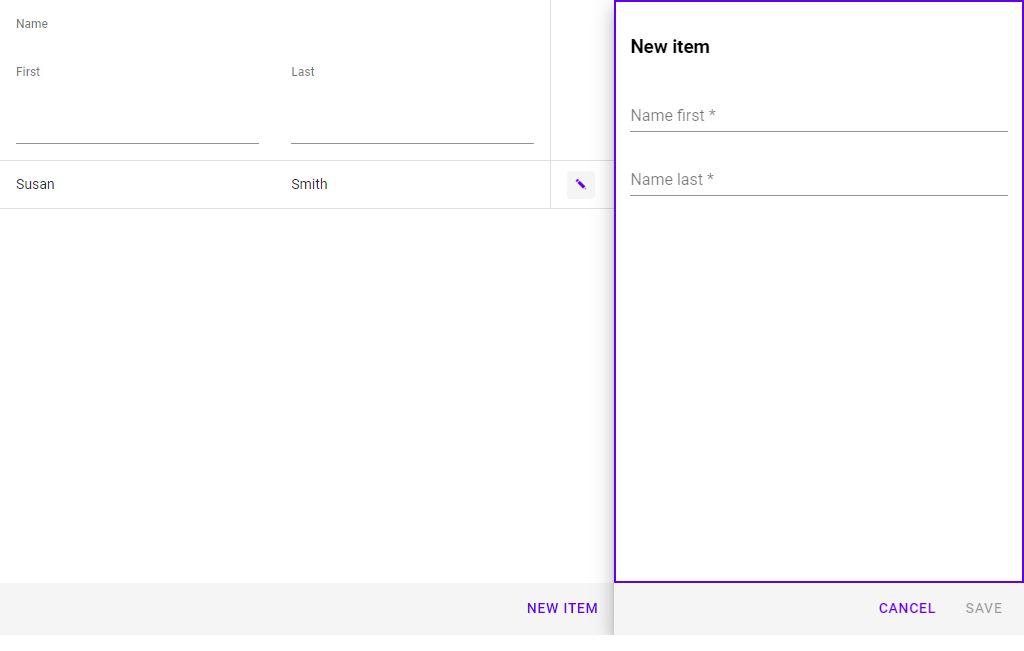 Name
First
Last
Susan
Smith
NEW ITEM
New item
Name first *
Name last *
CANCEL
SAVE